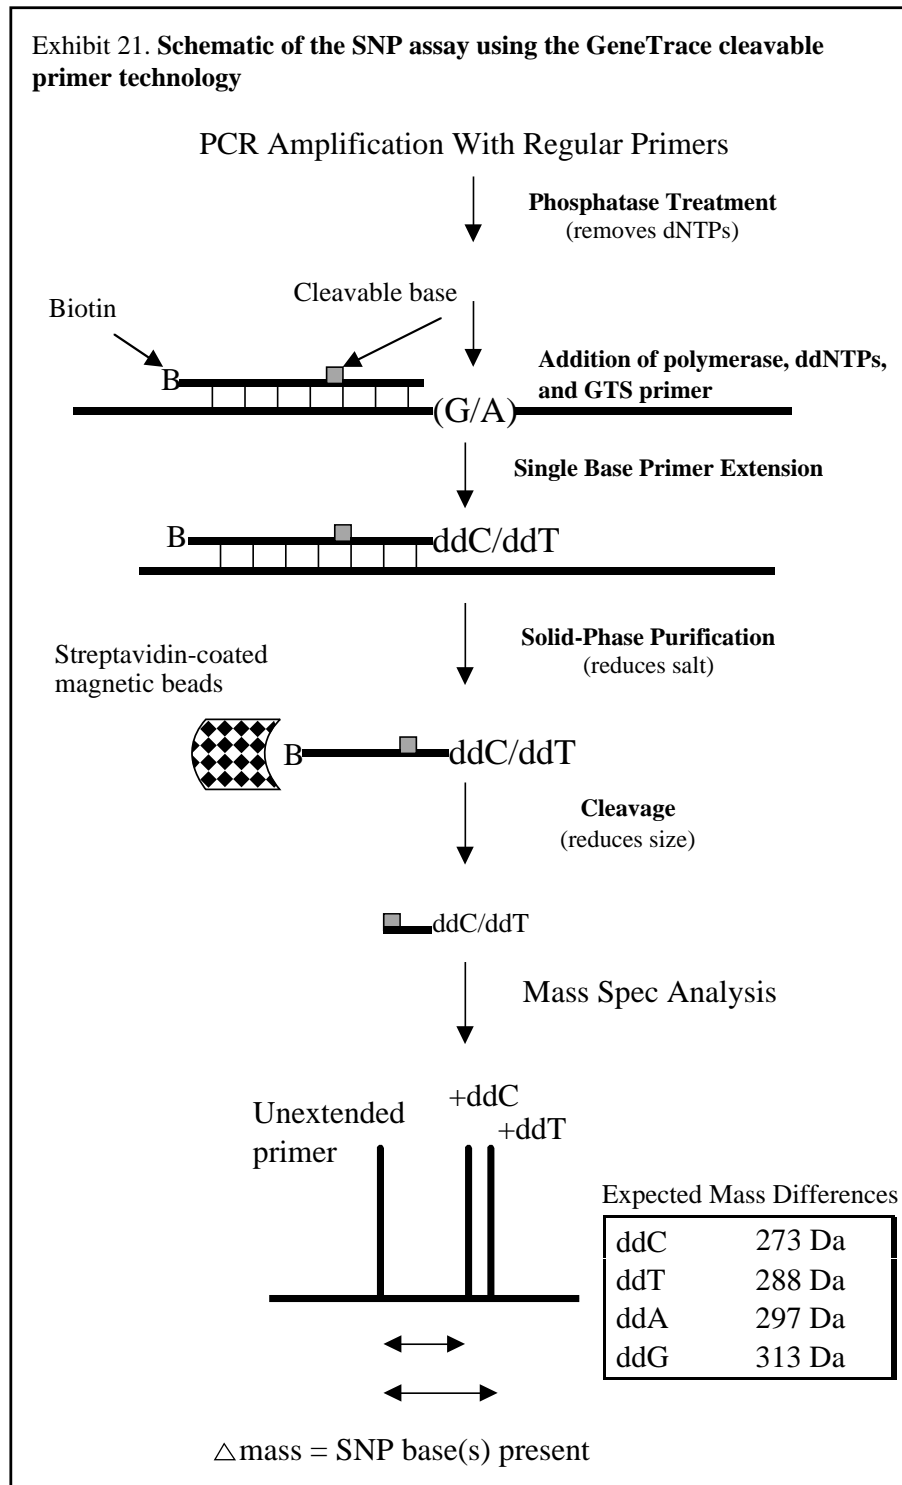 Exhibit 21. Schematic of the SNP assay using the GeneTrace cleavable
primer technology
PCR Amplification With Regular Primers
Phosphatase Treatment
(removes dNTPs)
Cleavable base
Biotin
B
Addition of polymerase, ddNTPs,
and GTS primer
(G/A)
Single Base Primer Extension
B
ddC/ddT
Solid-Phase Purification
(reduces salt)
Streptavidin-coated
magnetic beads
B
ddC/ddT
Cleavage
(reduces size)
ddC/ddT
Mass Spec Analysis
+ddC
+ddT
Unextended
primer
Expected Mass Differences
ddC 273 Da
ddT 288 Da
ddA 297 Da
ddG 313 Da
△mass = SNP base(s) present